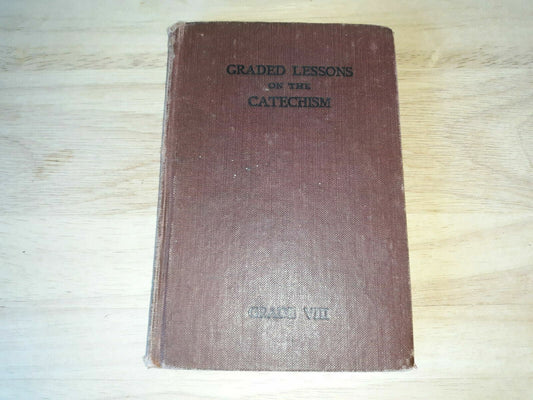 GRADED LESSONS
ON THE
CATECHISM
GRADE VIII